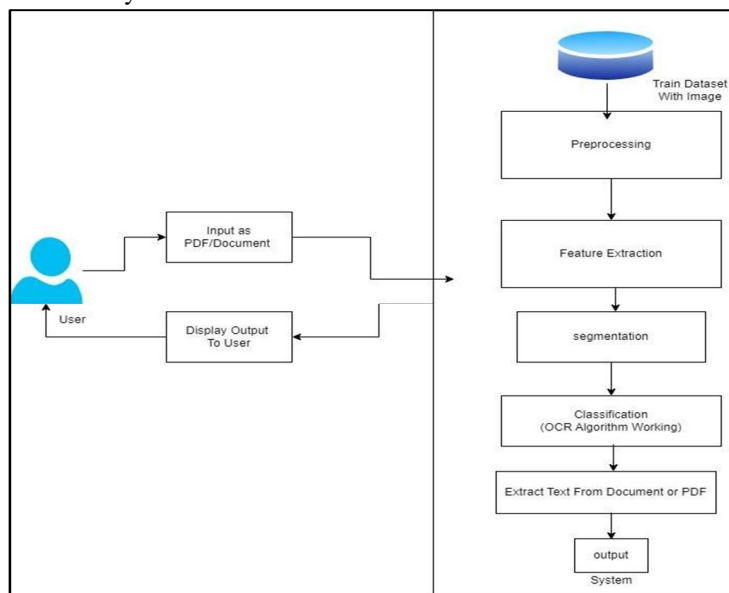 Train Dataset
With Image
Preprocessing
Input as
PDF/Document
Feature Extraction
User
Display Output
To User
segmentation
Classification
(OCR Algorithm Working)
Extract Text From Document or PDF
output
System